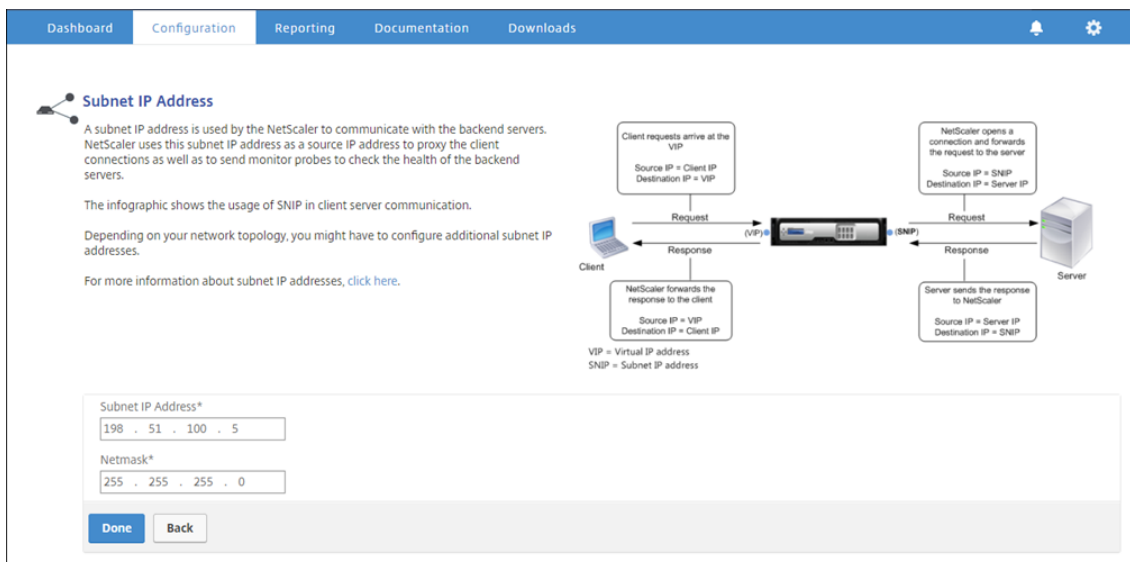 Dashboard Configuration Reporting Documentation Downloads
Subnet IP Address
A subnet IP address is used by the NetScaler to communicate with the backend servers.
NetScaler uses this subnet IP address as a source IP address to proxy the client
connections as well as to send monitor probes to check the health of the backend
servers.
The infographic shows the usage of SNIP in client server communication.
Depending on your network topology, you might have to configure additional subnet IP
addresses.
For more information about subnet IP addresses, click here.
Client requests arrive at the
VIP
Source IP = Client IP
Destination IP = VIP
NetScaler opens a
connection and forwards
the request to the server
Source IP = SNIP
Destination IP = Server IP
Request
Request
(VIP)
(SNIP)
Response
Response
Client
Server
NetScaler forwards the
response to the client
Source IP = VIP
Destination IP = Client IP
Server sends the response
to NetScaler
Source IP = Server IP
Destination IP = SNIP
VIP = Virtual IP address
SNIP = Subnet IP address
Subnet IP Address*
198 . 51 . 100 . 5
Netmask*
255 . 255 . 255 . 0
Done Back